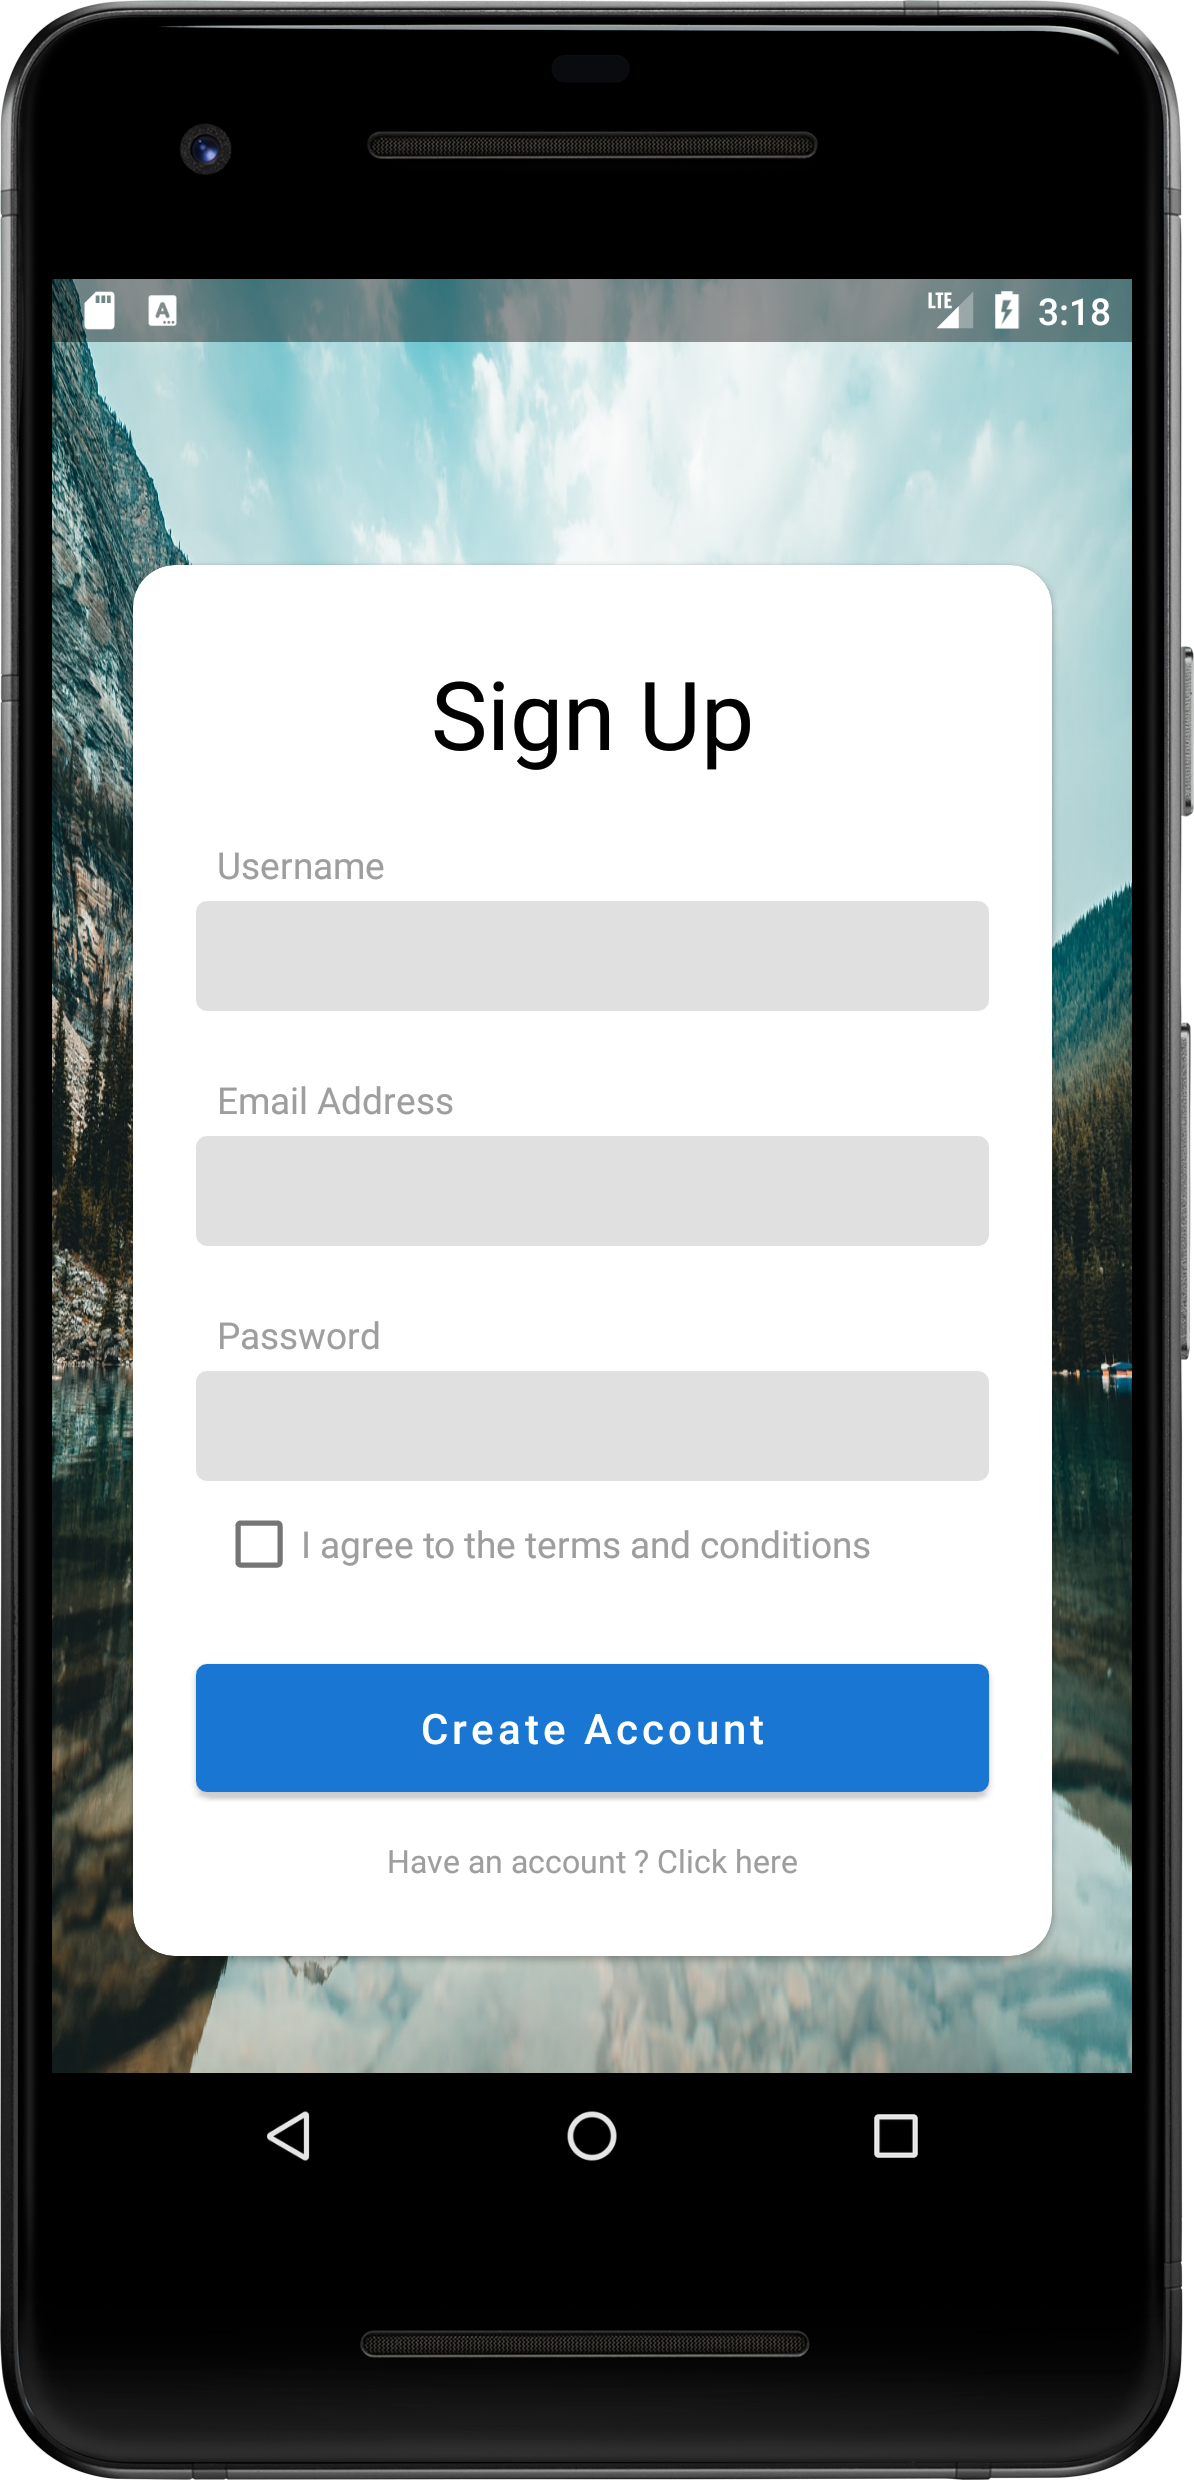 LTE 3:18
Sign Up
Username
Email Address
Password
I agree to the terms and conditions
Create Account
Have an account ? Click here